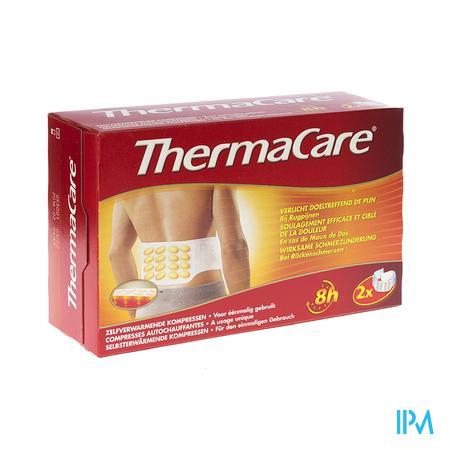 THERMACARE®
VERLICHT DOELTREFFEND DE PIJN
Bij Rugpijnen
SOULAGEMENT EFFICACE ET CIBLÉ
DE LA DOULEUR
En cas de Maux de Dos
WIRKSAME SCHMERZLINDERUNG
Bei Rückenschmerzen
8h
2x
ZELFVERWARMENDE KOMPRESSEN • Voor éénmalig gebruik
COMPRESSES AUTOCHAUFFANTES • A usage unique
SELBSTERWÄRMENDE KOMPRESSEN • Für den einmaligen Gebrauch
IPM